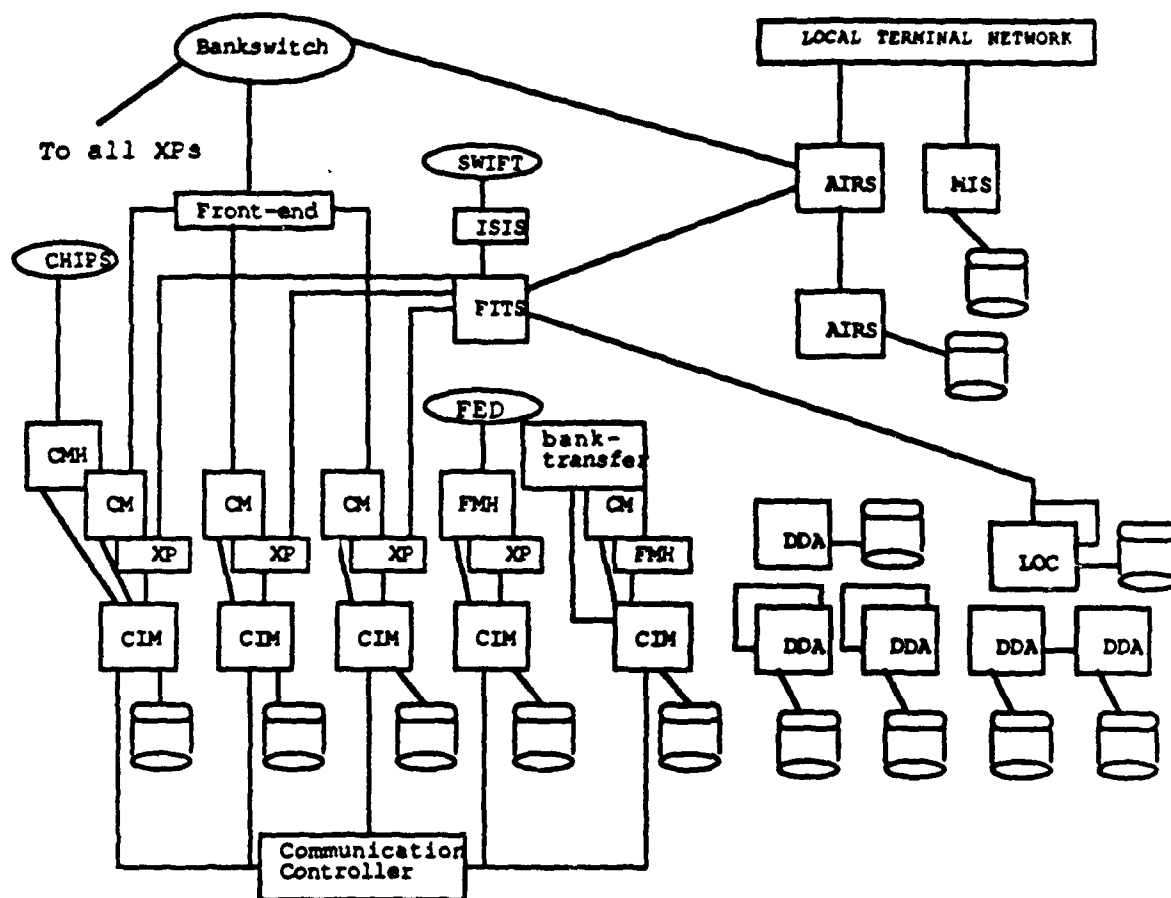 Bankswitch
LOCAL TERMINAL NETWORK
To all XPs
SWIFT
AIRS
MIS
Front-end
ISIS
CHIPS
FITS
AIRS
FED
bank-
transfer
CMH
CM
CM
CM
FMH
CM
XP
XP
XP
XP
FMH
DDA
LOC
CIM
CIM
CIM
CIM
CIM
DDA
DDA
DDA
DDA
Communication
Controller